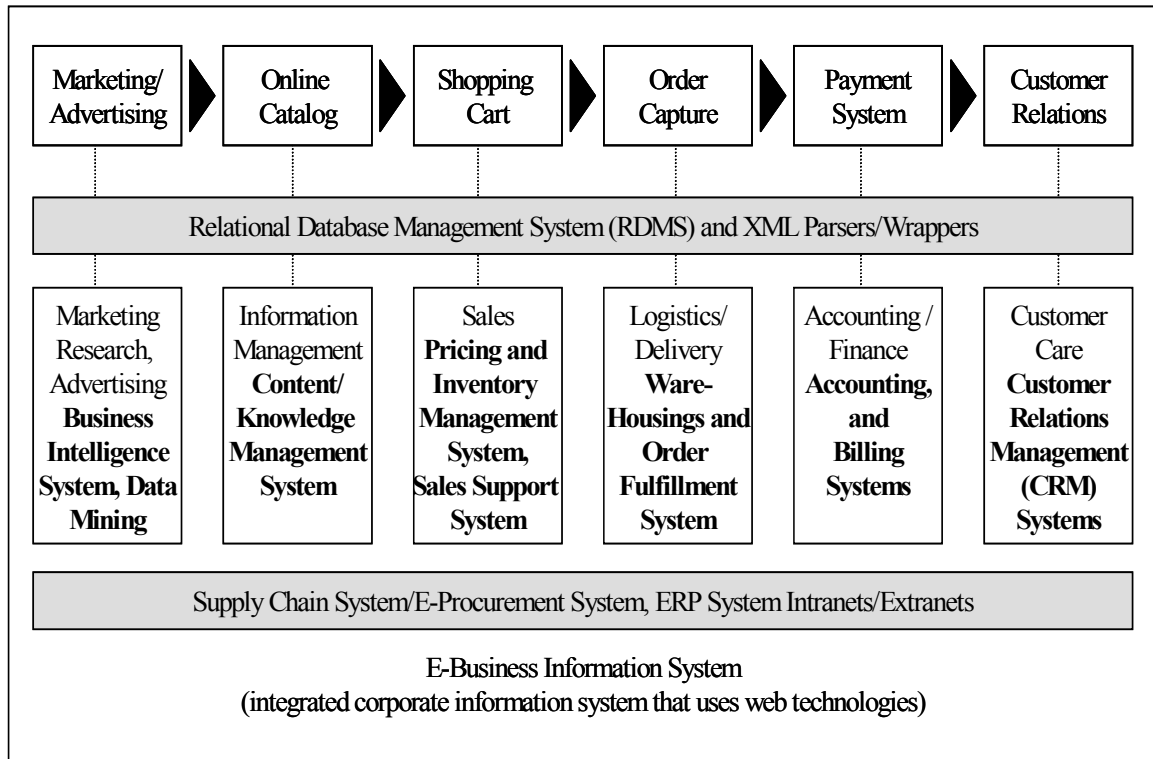 Marketing/
Advertising
Online
Catalog
Shopping
Cart
Order
Capture
Payment
System
Customer
Relations
Relational Database Management System (RDMS) and XML Parsers/Wrappers
Marketing
Research,
Advertising
Business
Intelligence
System, Data
Mining
Information
Management
Content/
Knowledge
Management
System
Sales
Pricing and
Inventory
Management
System,
Sales Support
System
Logistics/
Delivery
Ware-
Housings and
Order
Fulfillment
System
Accounting /
Finance
Accounting,
and
Billing
Systems
Customer
Care
Customer
Relations
Management
(CRM)
Systems
Supply Chain System/E-Procurement System, ERP System Intranets/Extranets
E-Business Information System
(integrated corporate information system that uses web technologies)